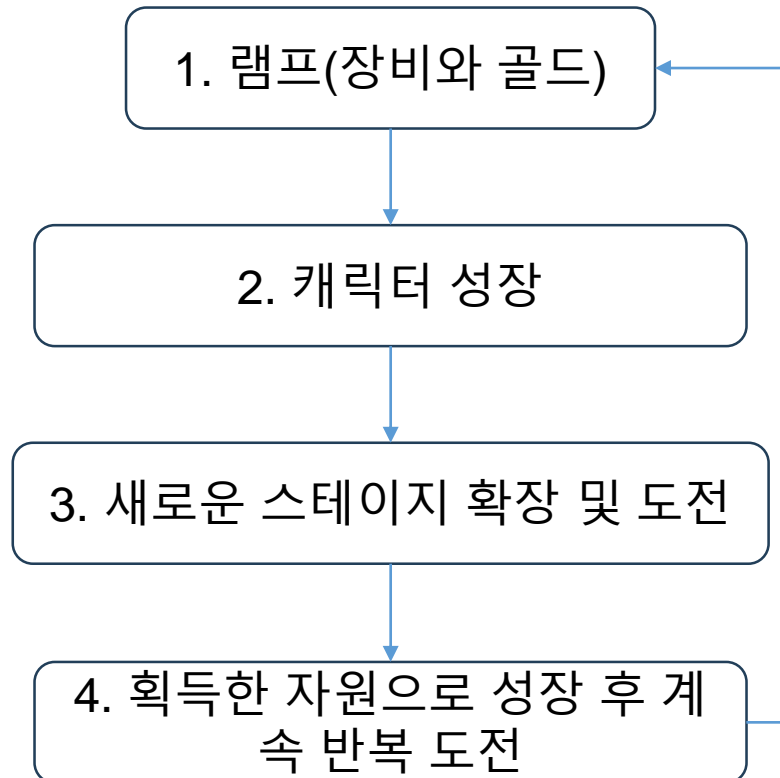 1. 램프(장비와 골드)
2. 캐릭터 성장
3. 새로운 스테이지 확장 및 도전
4. 획득한 자원으로 성장 후 계
속 반복 도전